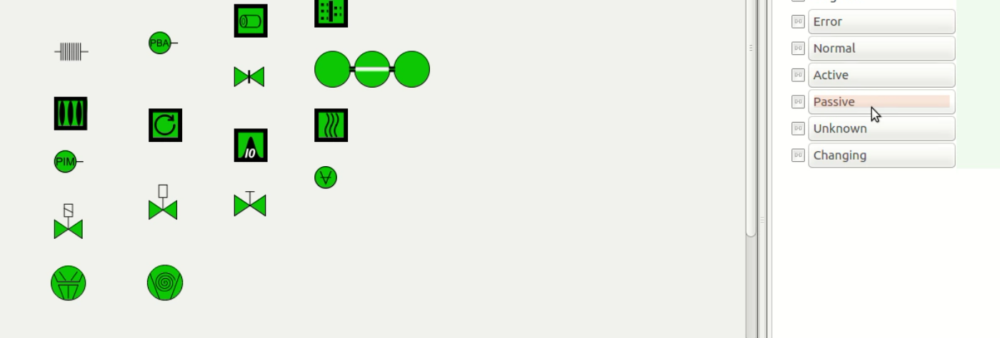 PBA
PIM
10
Error
Normal
Active
Passive
Unknown
Changing